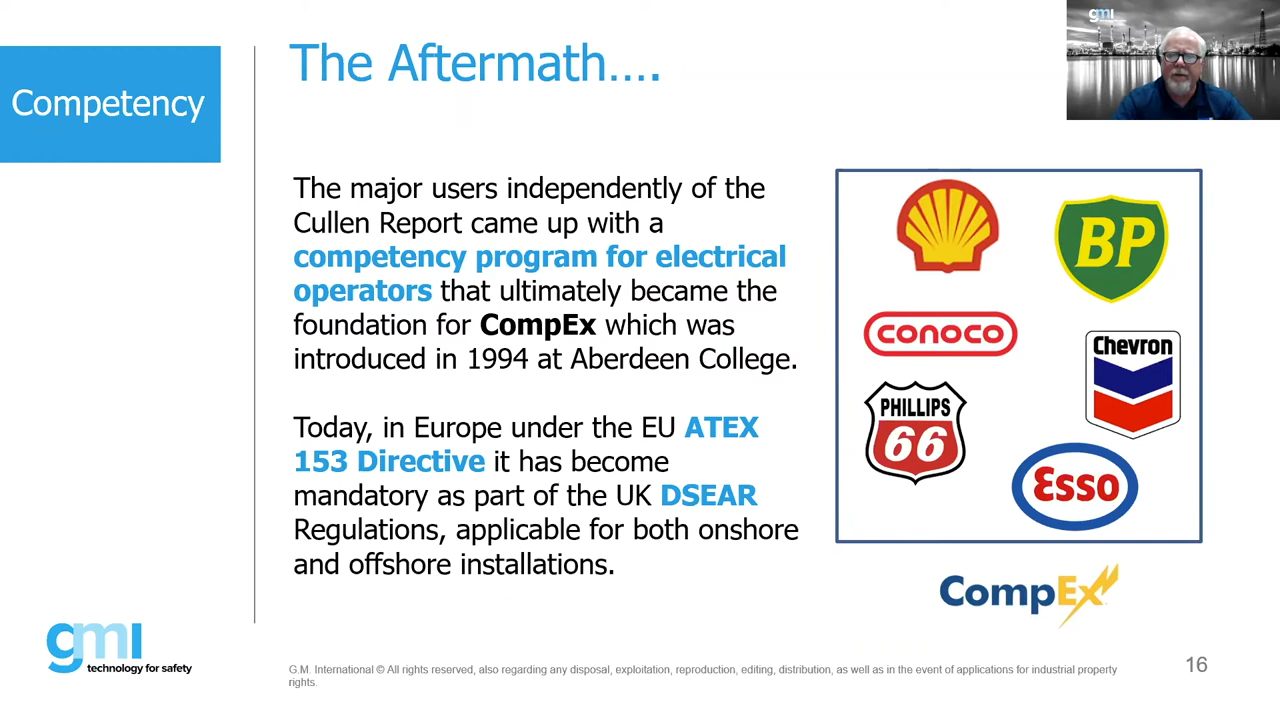 The Aftermath….
Competency
The major users independently of the
Cullen Report came up with a
competency program for electrical
operators that ultimately became the
foundation for CompEx which was
introduced in 1994 at Aberdeen College.
Today, in Europe under the EU ATEX
153 Directive it has become
mandatory as part of the UK DSEAR
Regulations, applicable for both onshore
and offshore installations.
BP
conoco
Chevron
PHILLIPS
66
Esso
CompEx
gmi
technology for safety
G.M. International © All rights reserved, also regarding any disposal, exploitation, reproduction, editing, distribution, as well as in the event of applications for industrial property
rights.
16
gmi